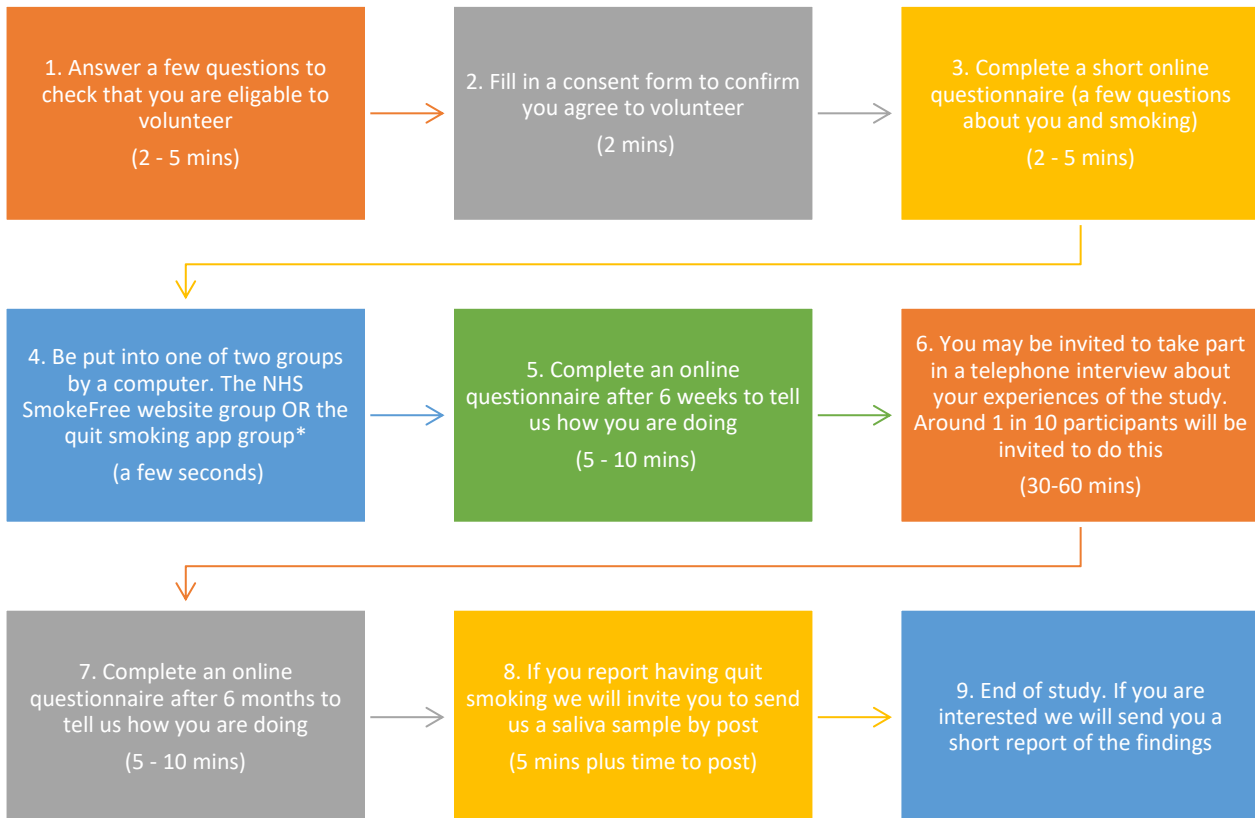 1. Answer a few questions to
check that you are eligable to
volunteer
(2 - 5 mins)
2. Fill in a consent form to confirm
you agree to volunteer
(2 mins)
3. Complete a short online
questionnaire (a few questions
about you and smoking)
(2 - 5 mins)
4. Be put into one of two groups
by a computer. The NHS
SmokeFree website group OR the
quit smoking app group*
(a few seconds)
5. Complete an online
questionnaire after 6 weeks to tell
us how you are doing
(5 - 10 mins)
6. You may be invited to take part
in a telephone interview about
your experiences of the study.
Around 1 in 10 participants will be
invited to do this
(30-60 mins)
7. Complete an online
questionnaire after 6 months to
tell us how you are doing
(5 - 10 mins)
8. If you report having quit
smoking we will invite you to send
us a saliva sample by post
(5 mins plus time to post)
9. End of study. If you are
interested we will send you a
short report of the findings